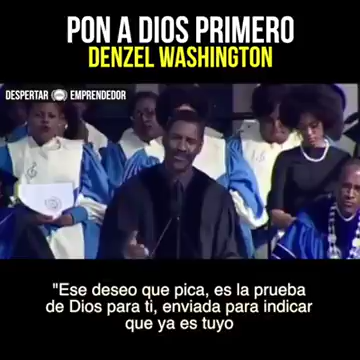 PON A DIOS PRIMERO
DENZEL WASHINGTON
DESPERTAR EMPRENDEDOR
"Ese deseo que pica, es la prueba
de Dios para ti, enviada para indicar
que ya es tuyo